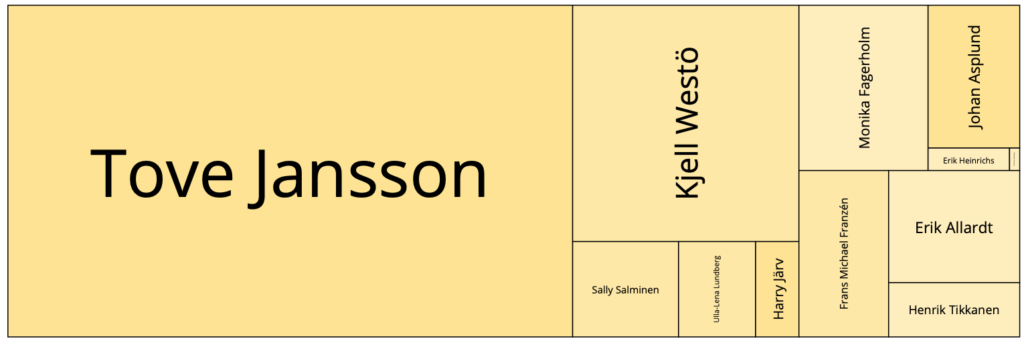 Tove Jansson
Kjell Westö
Sally Salminen
Ulla-Lena Lundberg
Harry Järv
Monika Fagerholm
Johan Asplund
Erik Heinrichs
Frans Michael Franzén
Erik Allardt
Henrik Tikkanen